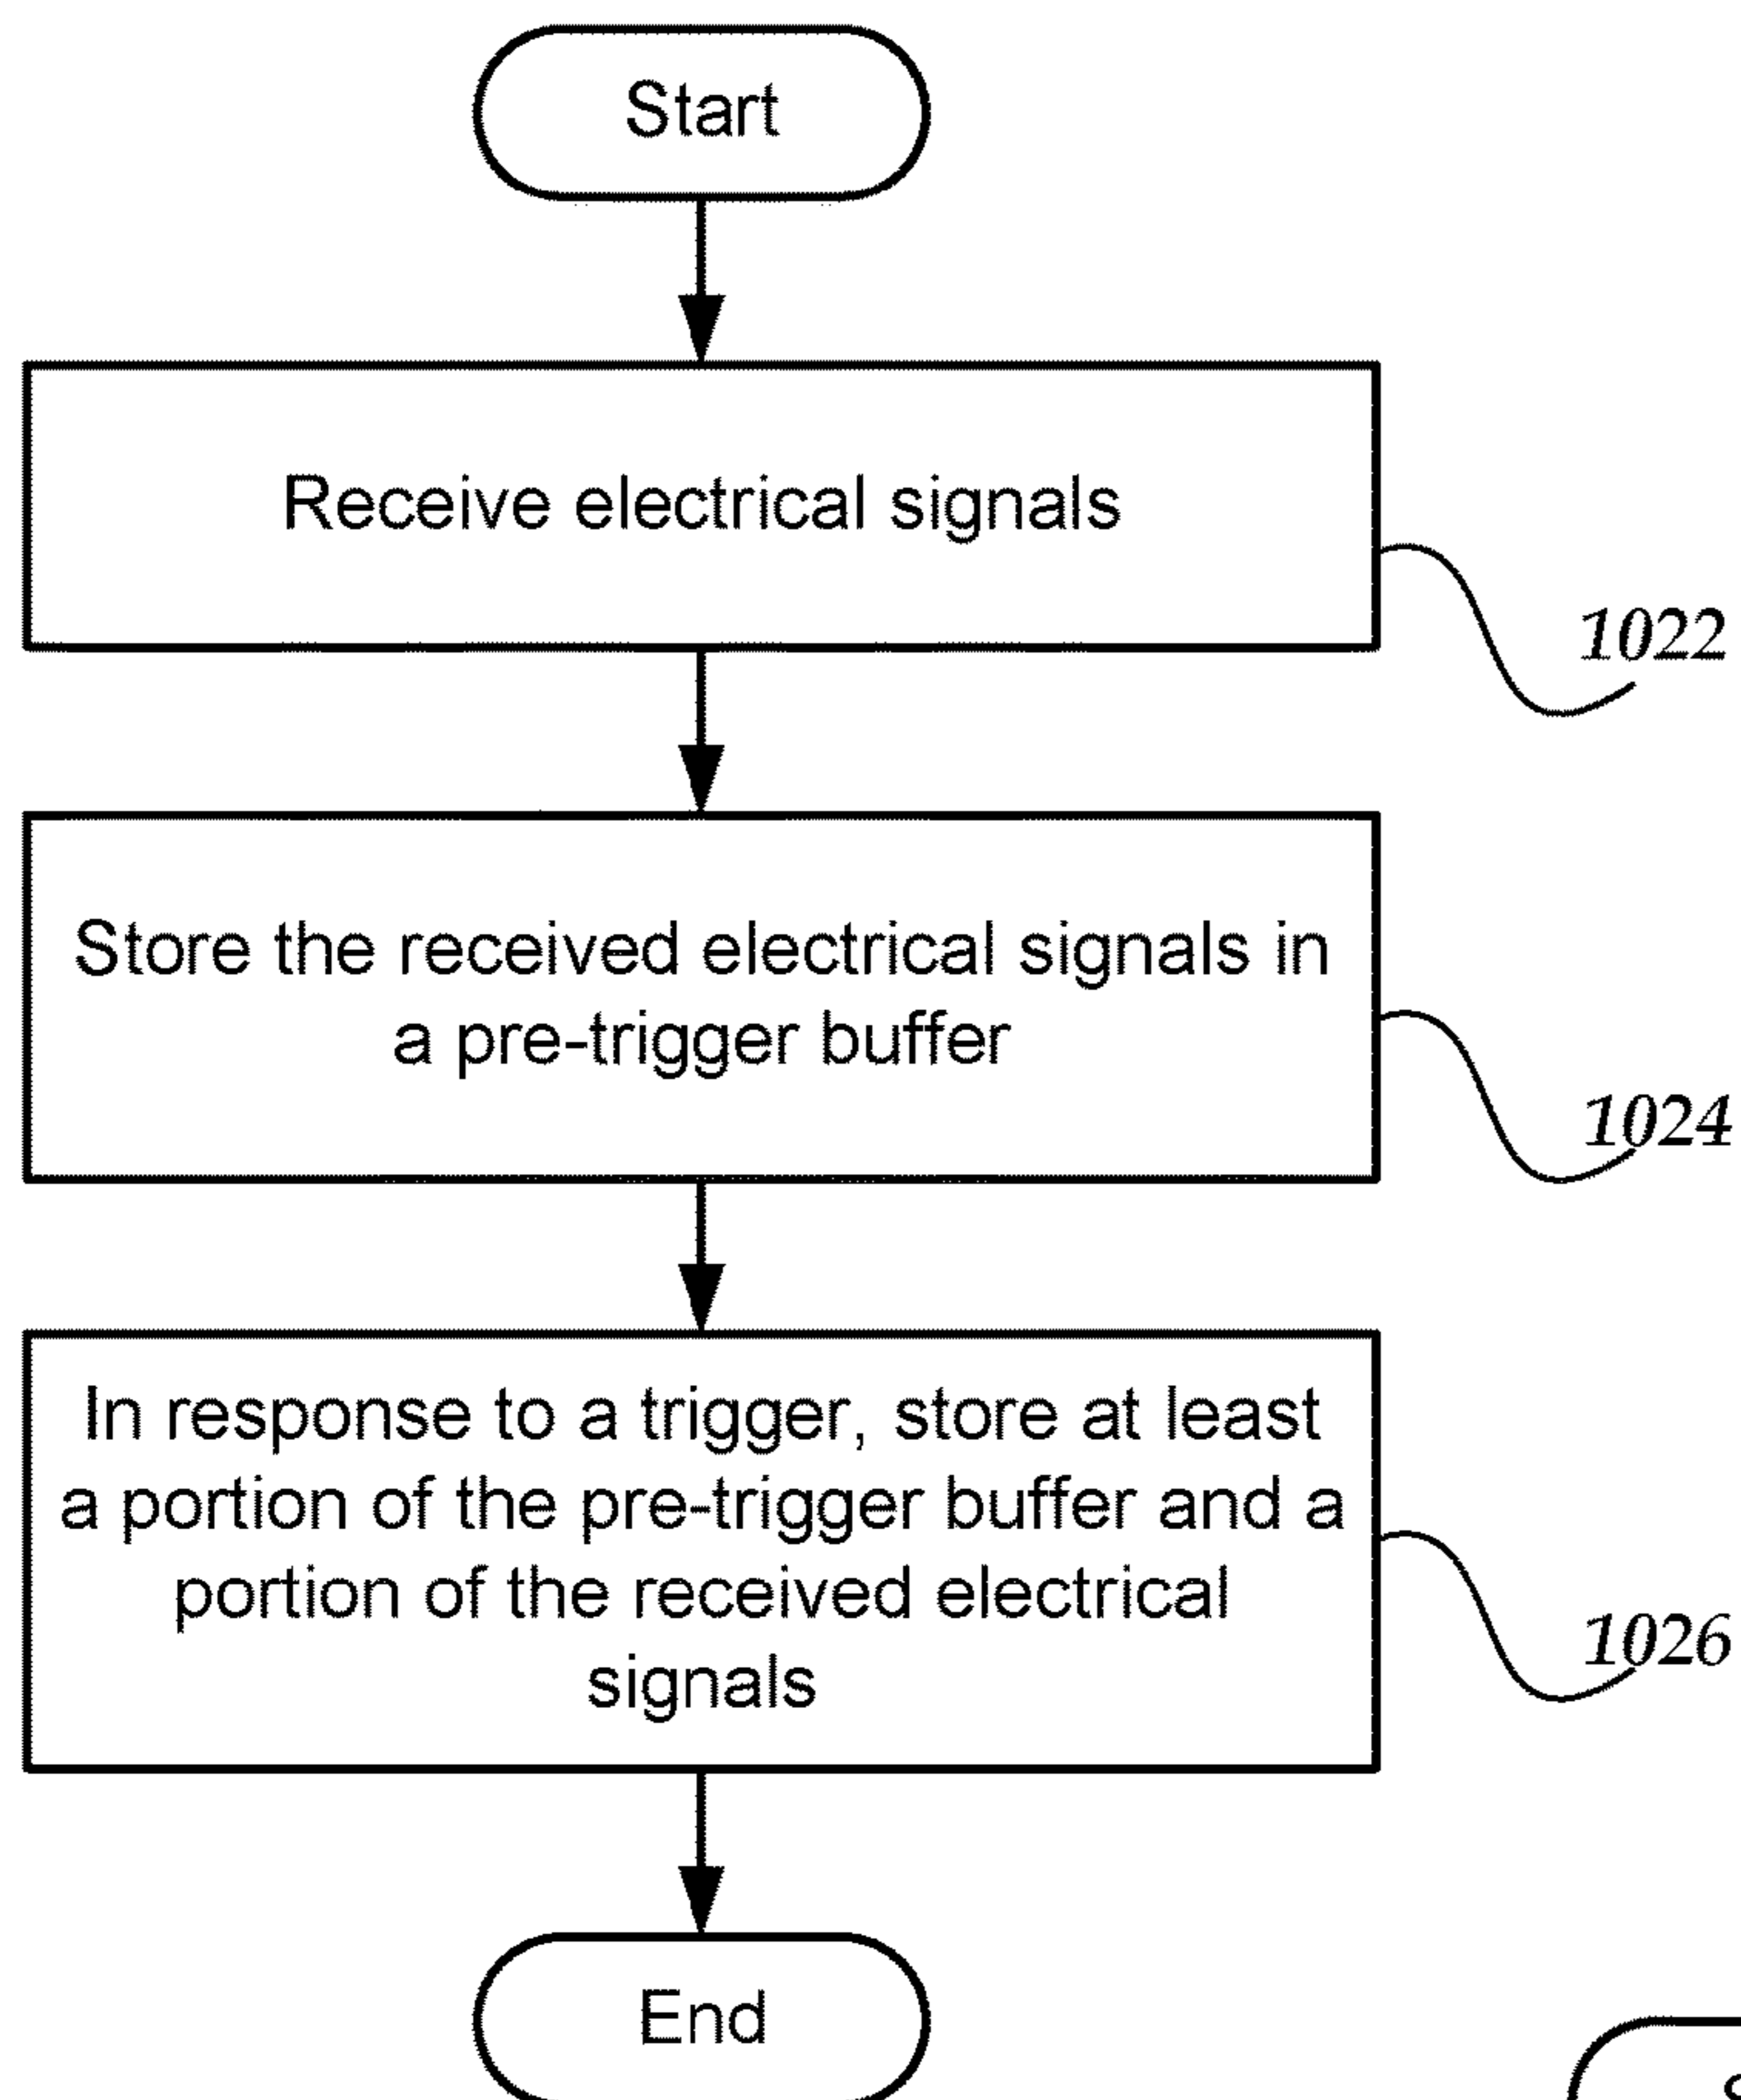 Start
Receive electrical signals
1022
Store the received electrical signals in
a pre-trigger buffer
1024
In response to a trigger, store at least
a portion of the pre-trigger buffer and a
portion of the received electrical
signals
1026
End